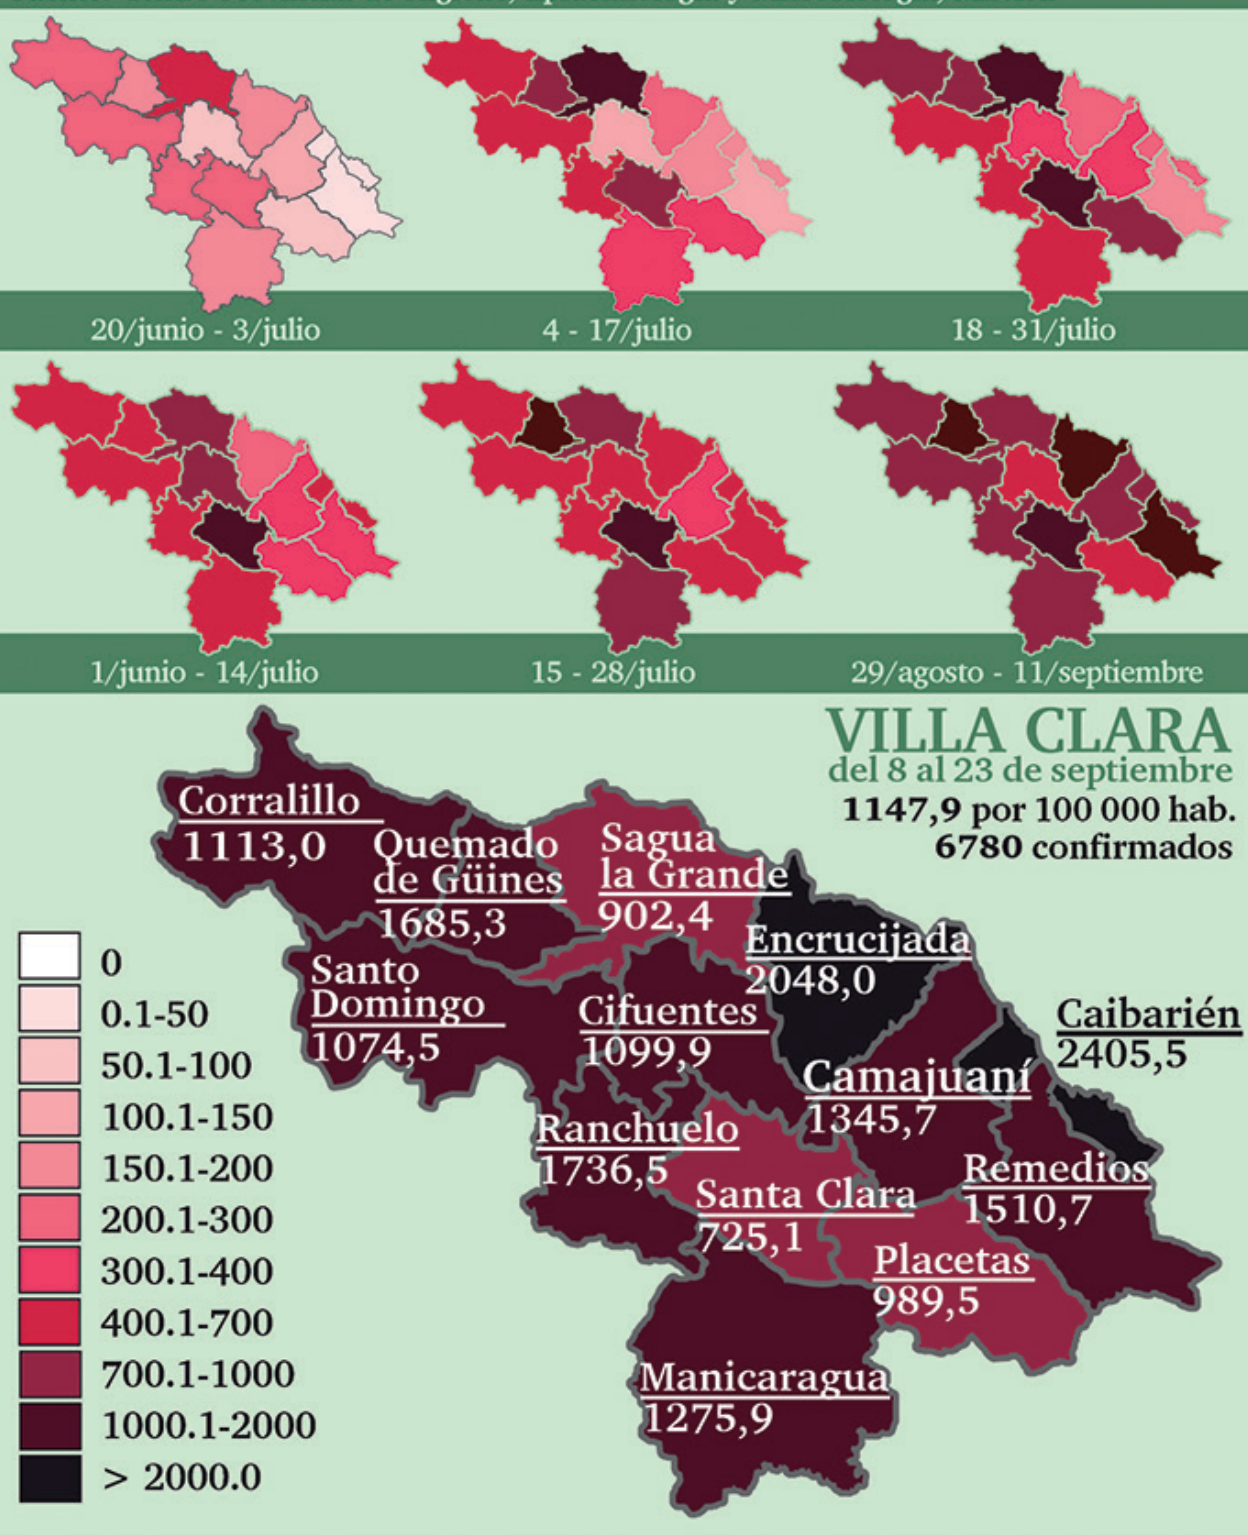 20/junio - 3/julio
4 - 17/julio
18 - 31/julio
1/junio - 14/julio
15 - 28/julio
29/agosto - 11/septiembre
VILLA CLARA
del 8 al 23 de septiembre
1147,9 por 100 000 hab.
6780 confirmados
Corralillo
1113,0
Quemado
de Güines
1685,3
Sagua
la Grande
902,4
Encrucijada
2048,0
Santo
Domingo
1074,5
Cifuentes
1099,9
Caibarién
2405,5
Camajuaní
1345,7
Ranchuelo
1736,5
Remedios
1510,7
Santa Clara
725,1
Placetas
989,5
Manicaragua
1275,9
0
0.1-50
50.1-100
100.1-150
150.1-200
200.1-300
300.1-400
400.1-700
700.1-1000
1000.1-2000
> 2000.0